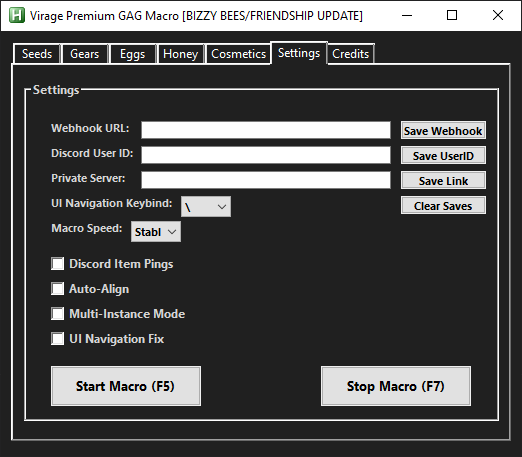 H Virage Premium GAG Macro [BIZZY BEES/FRIENDSHIP UPDATE]
Seeds Gears Eggs Honey Cosmetics Settings Credits
Settings
Webhook URL: Save Webhook
Discord User ID: Save UserID
Private Server: Save Link
UI Navigation Keybind: \ Clear Saves
Macro Speed: Stabl
Discord Item Pings
Auto-Align
Multi-Instance Mode
UI Navigation Fix
Start Macro (F5) Stop Macro (F7)